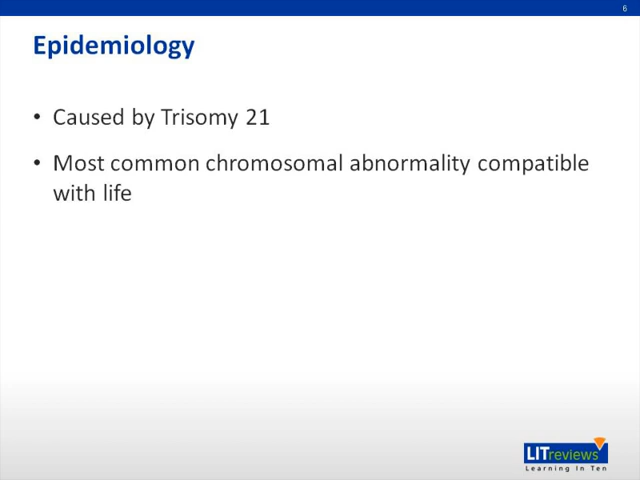 6
Epidemiology
• Caused by Trisomy 21
• Most common chromosomal abnormality compatible
with life
LITreviews
Learning In Ten